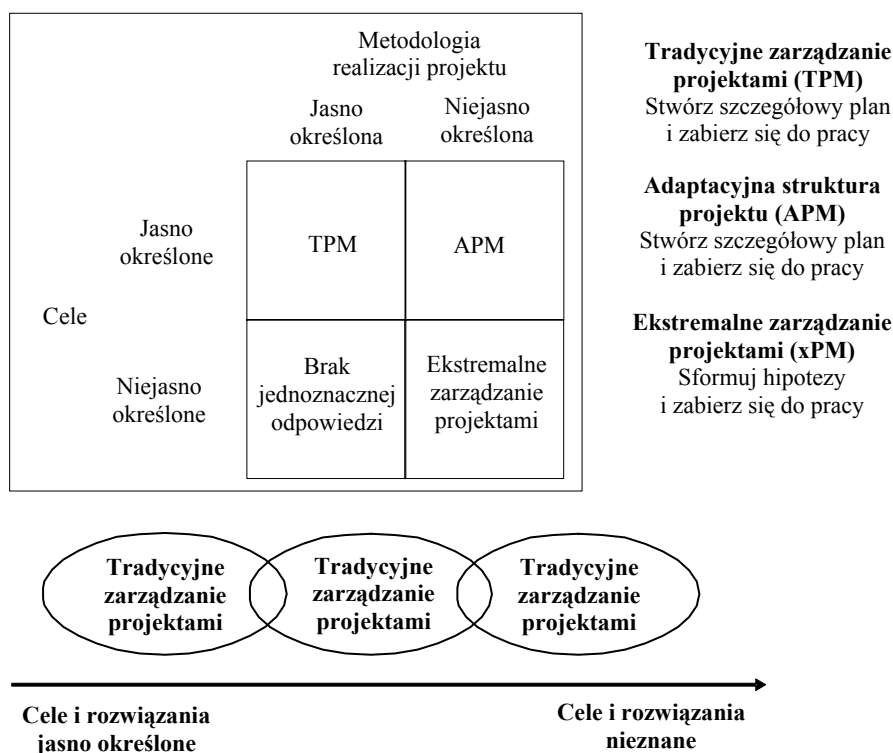 Metodologia
realizacji projektu
Jasno
określona
Niejasno
określona
Cele
Jasno
określone
TPM
APM
Niejasno
określone
Brak
jednoznacznej
odpowiedzi
Ekstremalne
zarządzanie
projektami
Tradycyjne zarządzanie
projektami (TPM)
Stwórz szczegółowy plan
i zabierz się do pracy
Adaptacyjna struktura
projektu (APM)
Stwórz szczegółowy plan
i zabierz się do pracy
Ekstremalne zarządzanie
projektami (xPM)
Sformuj hipotezy
i zabierz się do pracy
Tradycyjne
zarządzanie
projektami
Tradycyjne
zarządzanie
projektami
Tradycyjne
zarządzanie
projektami
Cele i rozwiązania
jasno określone
Cele i rozwiązania
nieznane